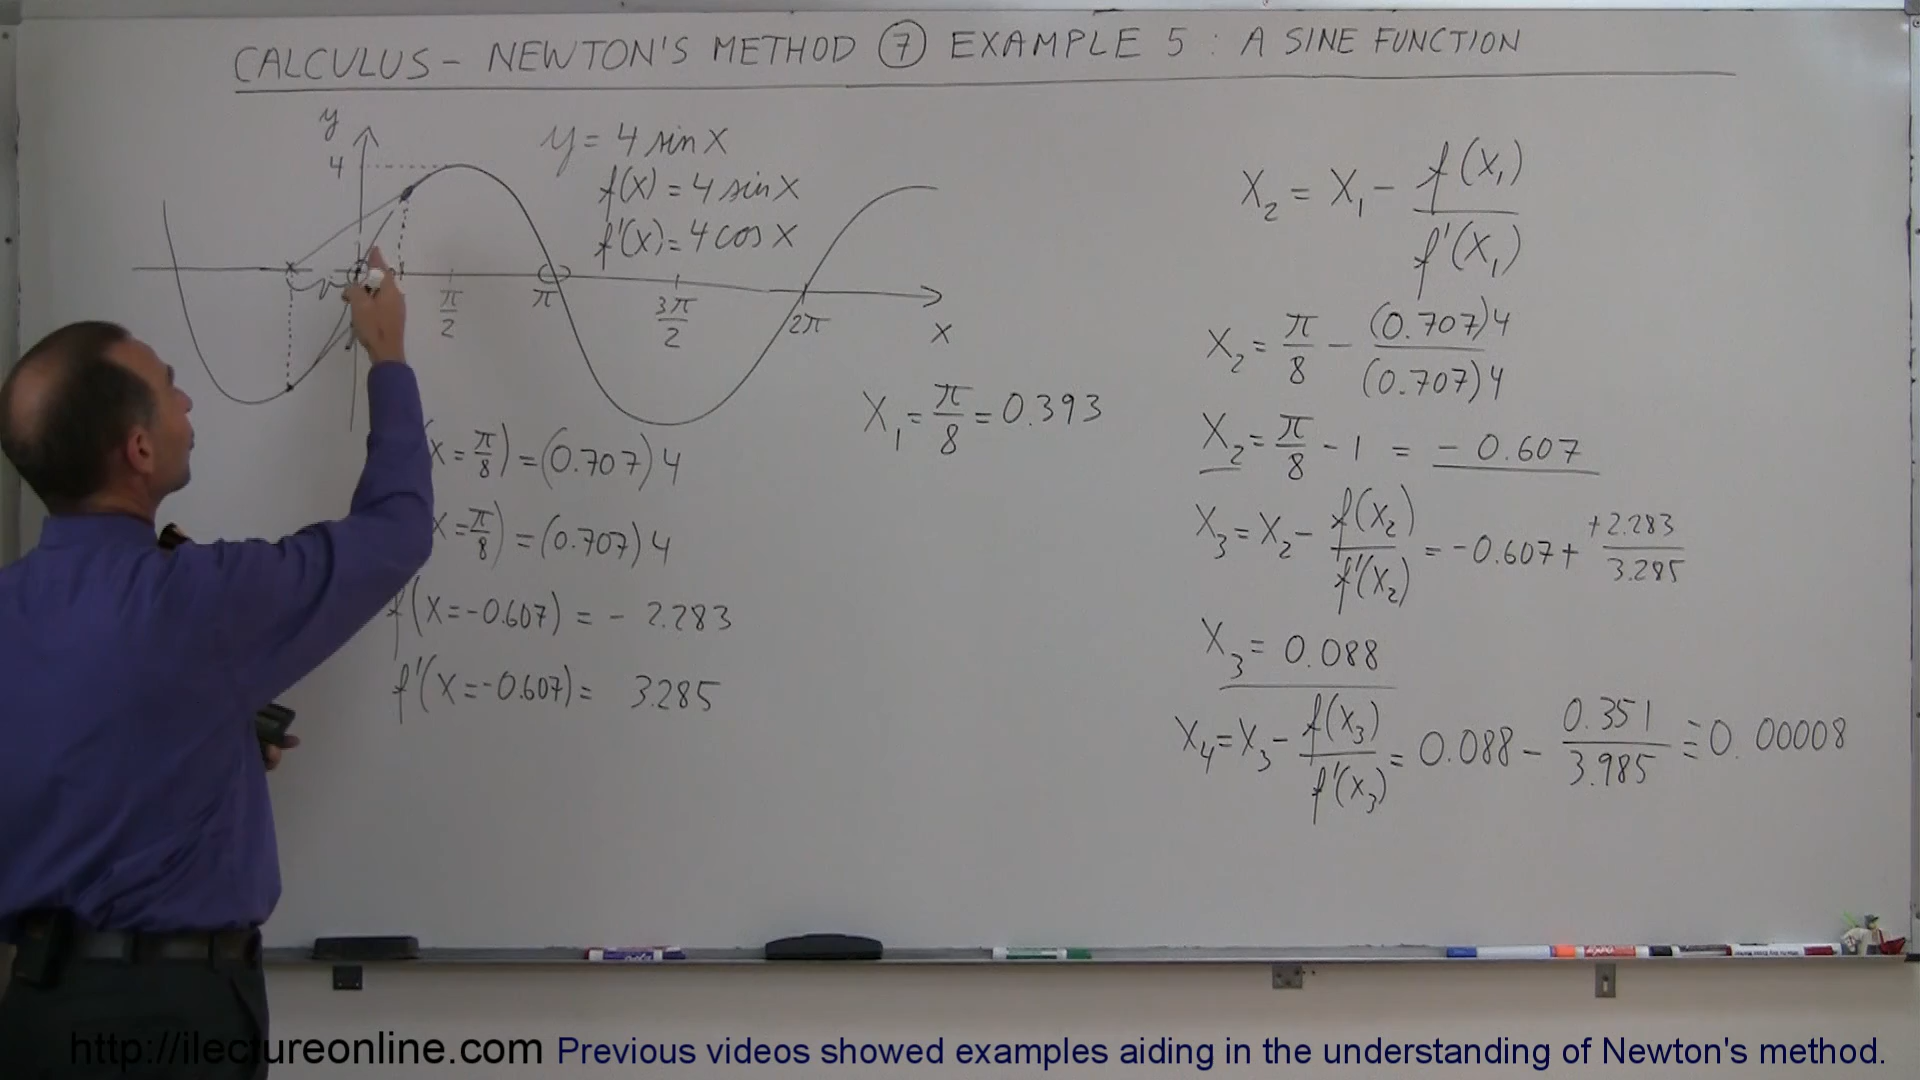 CALCULUS - NEWTON'S METHOD ⑦ EXAMPLE 5 : A SINE FUNCTION
y
4
π/2
π
3π/2
2π
x
y = 4 sin x
f(x) = 4 sin x
f'(x) = 4 cos x
x = π/8) = (0.707)4
x = π/8) = (0.707)4
f(x = -0.607) = - 2.283
f'(x = -0.607) = 3.285
X₁ = π/8 = 0.393
X₂ = X₁ - f(x₁)/f'(x₁)
X₂ = π/8 - (0.707)4/(0.707)4
X₂ = π/8 - 1 = - 0.607
X₃ = X₂ - f(x₂)/f'(x₂) = -0.607 + +2.283/3.285
X₃ = 0.088
X₄ = X₃ - f(x₃)/f'(x₃) = 0.088 - 0.351/3.985 = 0.00008
http://ilectureonline.com Previous videos showed examples aiding in the understanding of Newton's method.